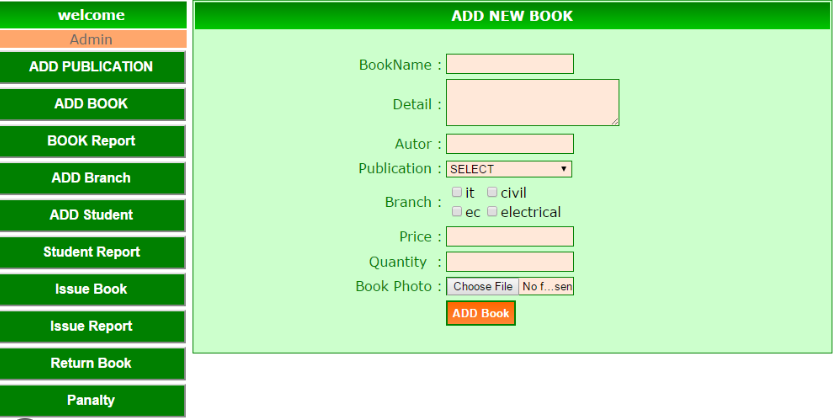 welcome
Admin
ADD PUBLICATION
ADD BOOK
BOOK Report
ADD Branch
ADD Student
Student Report
Issue Book
Issue Report
Return Book
Panalty
ADD NEW BOOK
BookName :
Detail :
Autor :
Publication : SELECT
Branch :
it civil
ec electrical
Price :
Quantity :
Book Photo : Choose File No f...sen
ADD Book